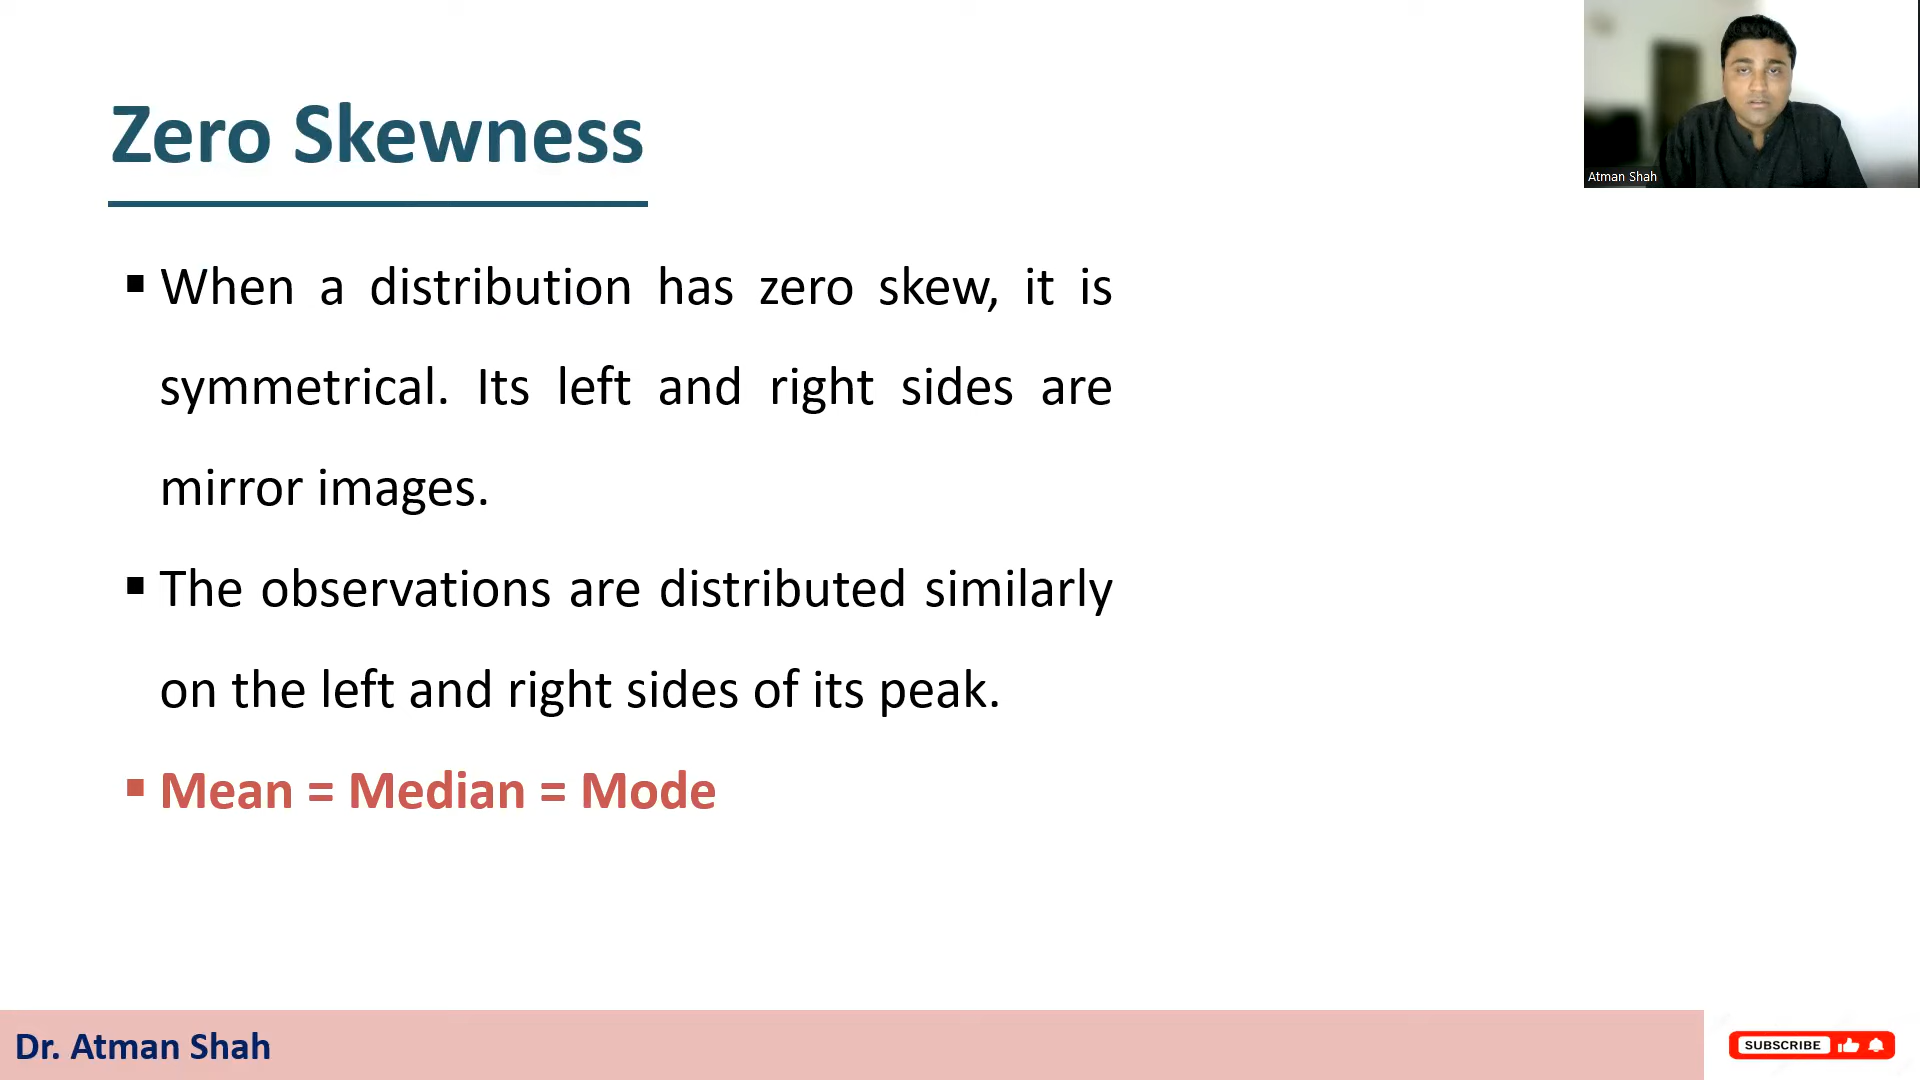 Zero Skewness
Atman Shah
▪ When a distribution has zero skew, it is
symmetrical. Its left and right sides are
mirror images.
▪ The observations are distributed similarly
on the left and right sides of its peak.
▪ Mean = Median = Mode
Dr. Atman Shah
SUBSCRIBE